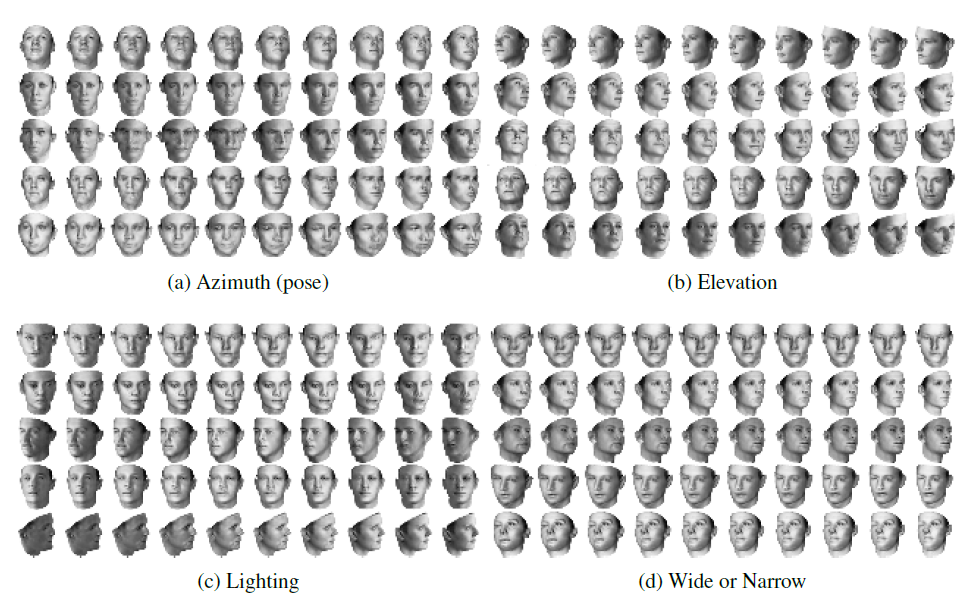 (a) Azimuth (pose)
(b) Elevation
(c) Lighting
(d) Wide or Narrow